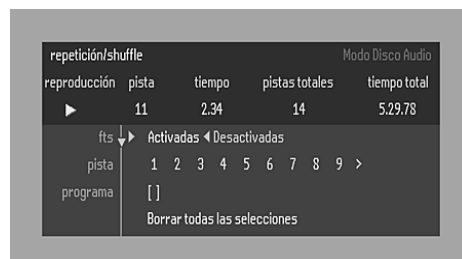 repetición/shuffle Modo Disco Audio
reproducción pista tiempo pistas totales tiempo total
11 2.34 14 5.29.78
fts Activadas Desactivadas
pista 1 2 3 4 5 6 7 8 9 >
programa [ ]
Borrar todas las selecciones